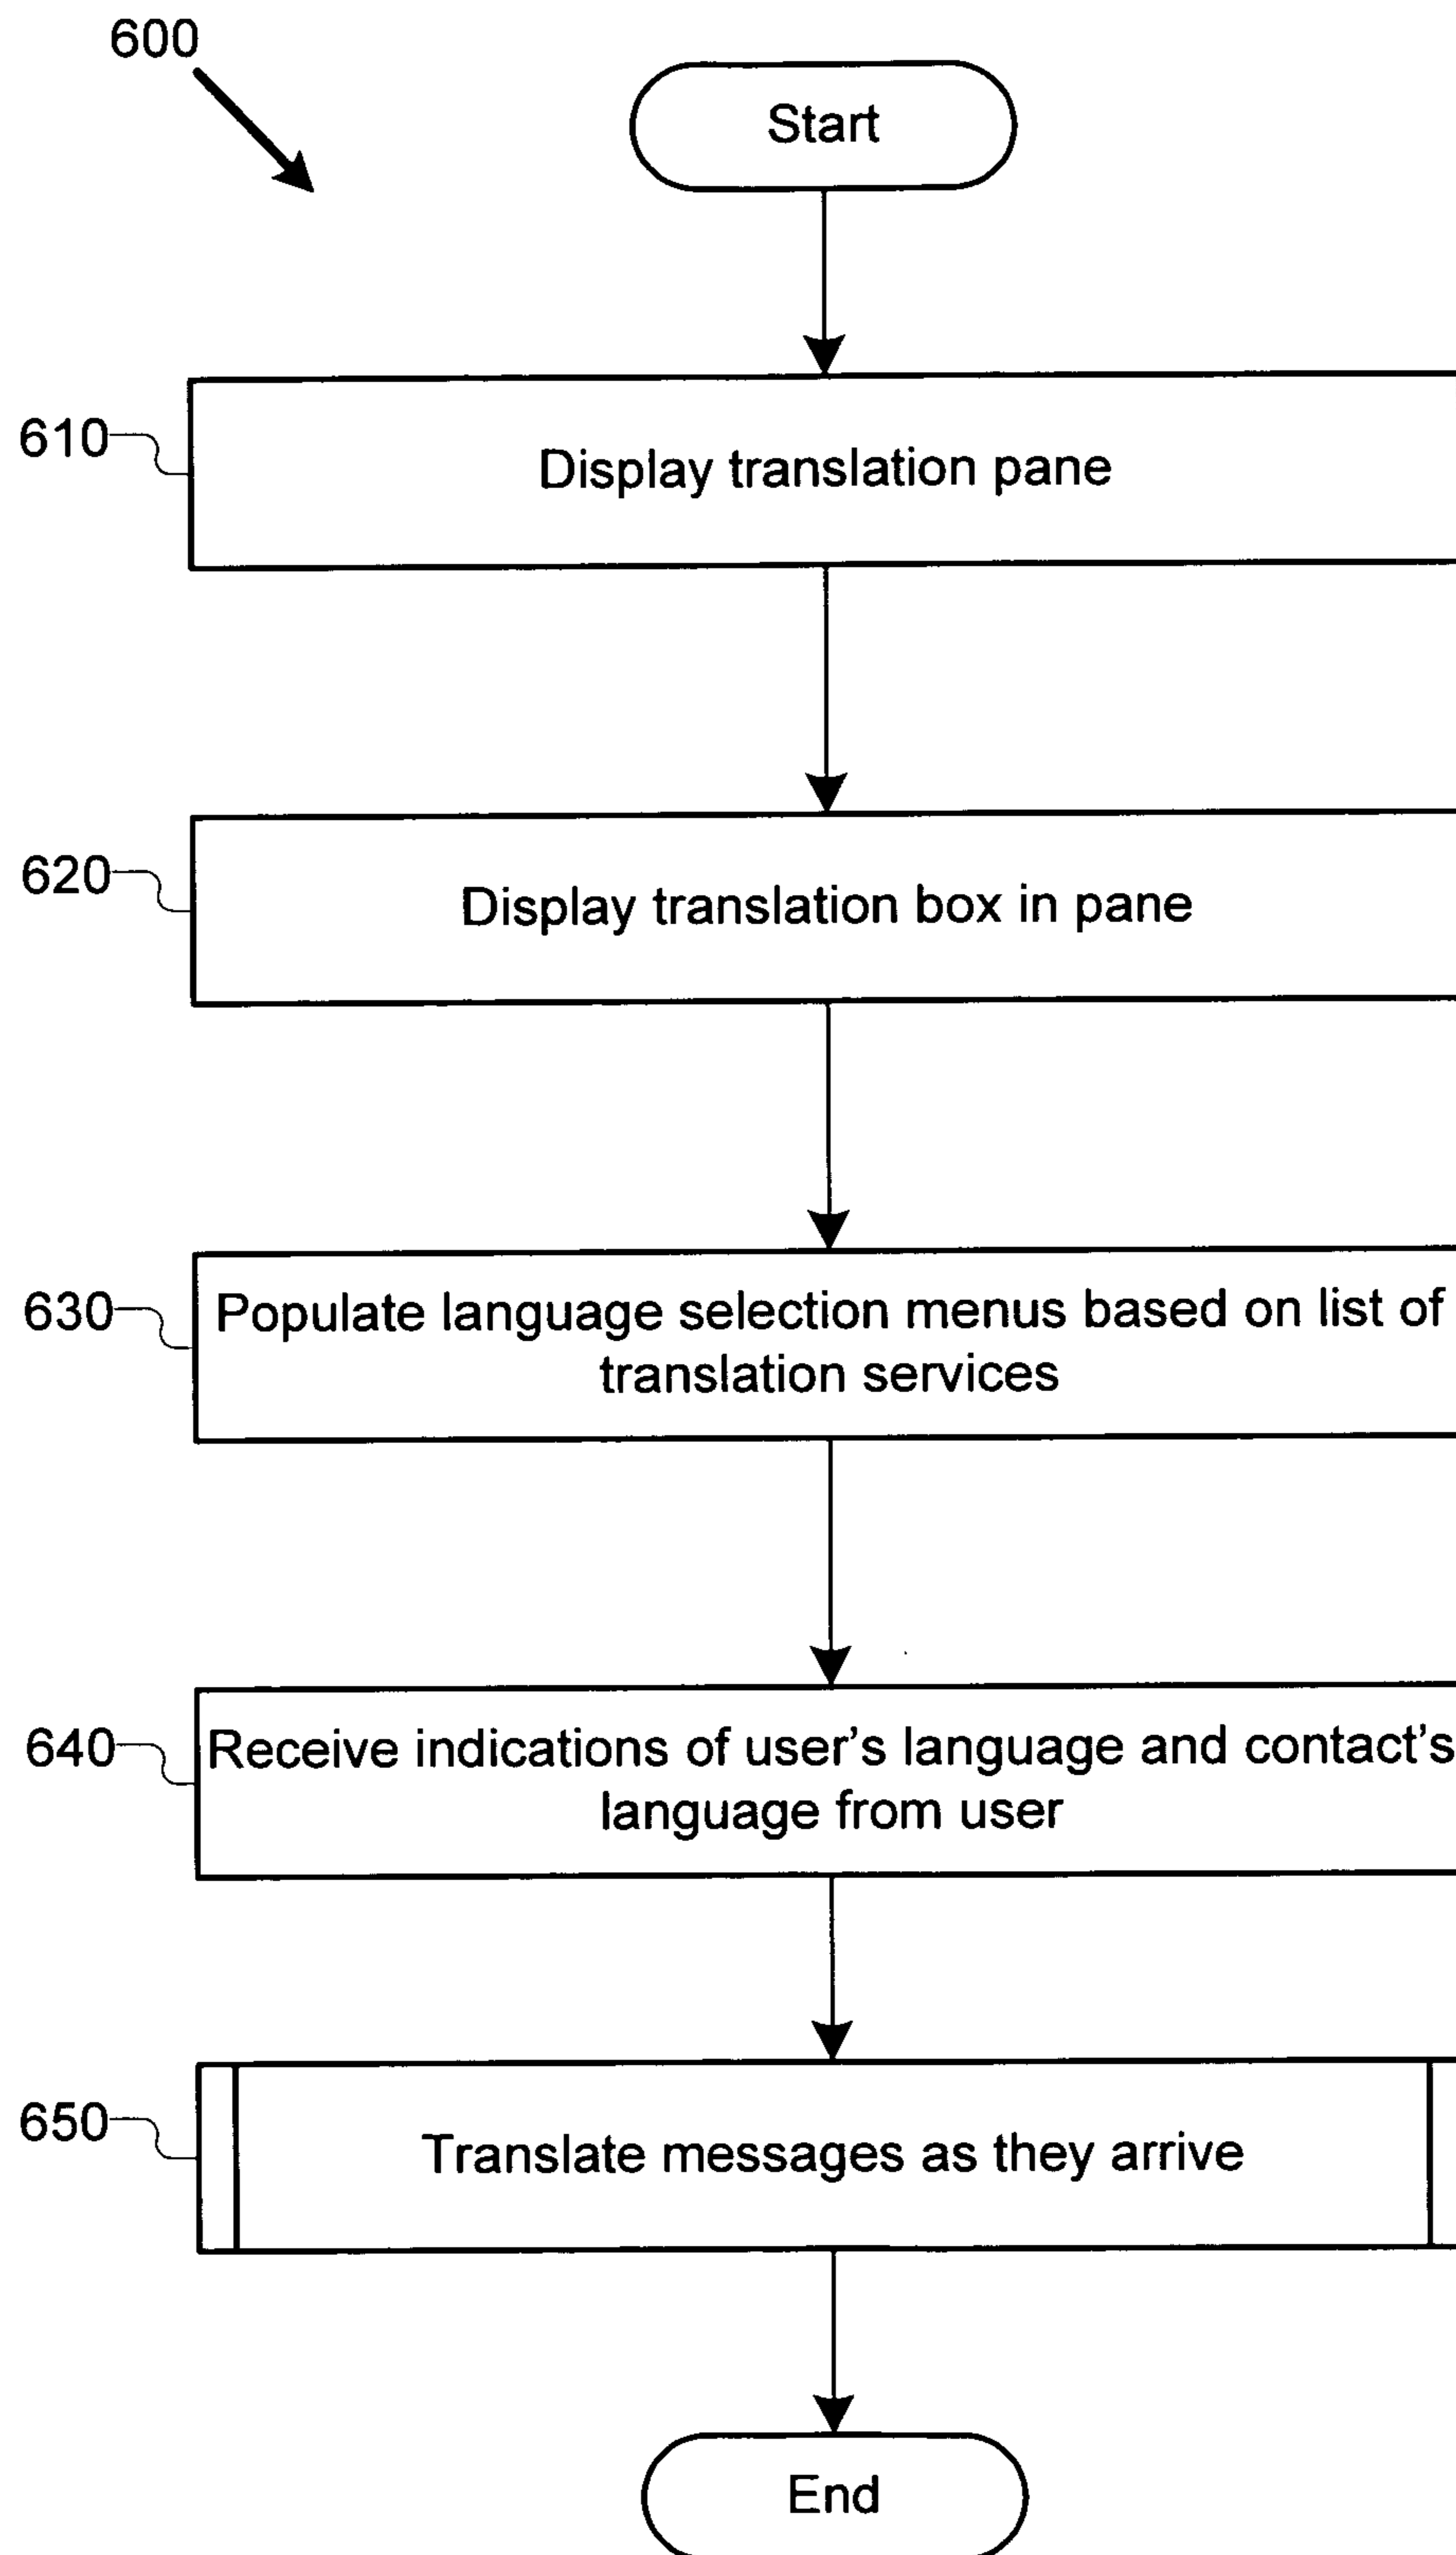 600
Start
610
Display translation pane
620
Display translation box in pane
630
Populate language selection menus based on list of
translation services
640
Receive indications of user's language and contact's
language from user
650
Translate messages as they arrive
End